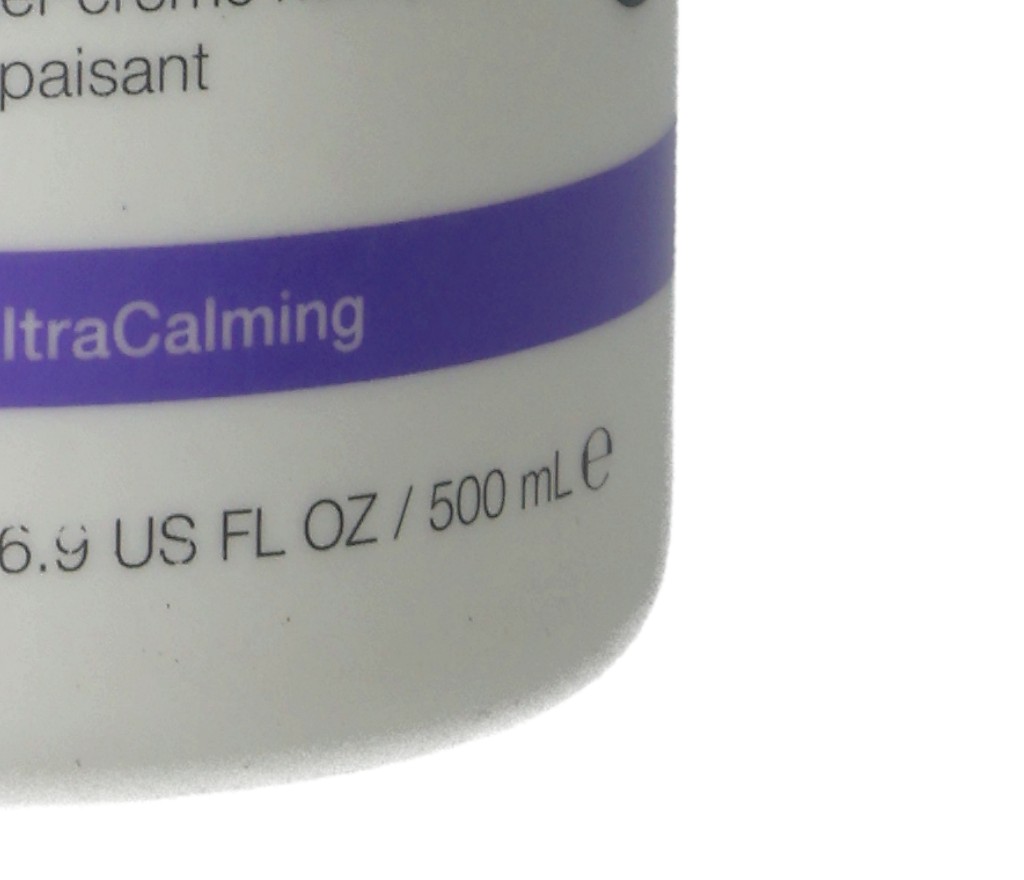 paisant
ltraCalming
6.9 US FL OZ / 500 mL ℮